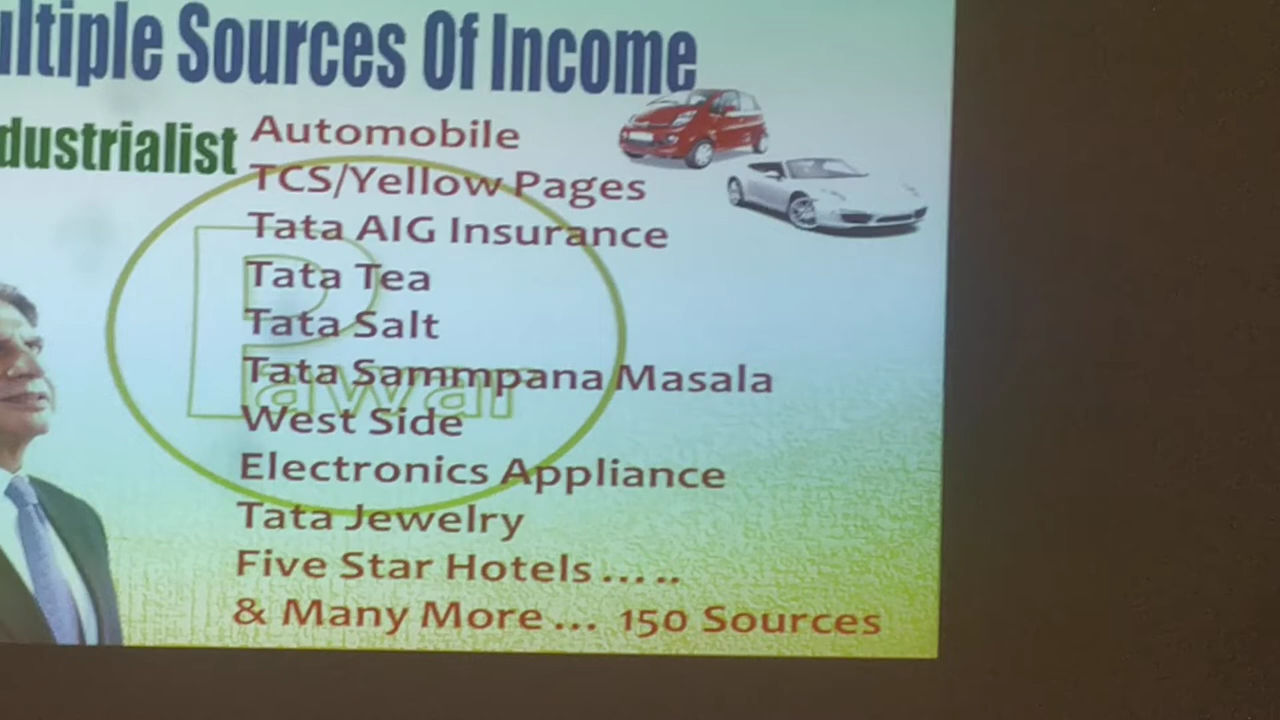 ultiple Sources Of Income
dustrialist
Automobile
TCS/Yellow Pages
Tata AIG Insurance
Tata Tea
Tata Salt
Tata Sammpana Masala
West Side
Electronics Appliance
Tata Jewelry
Five Star Hotels .....
& Many More ... 150 Sources
Pawar